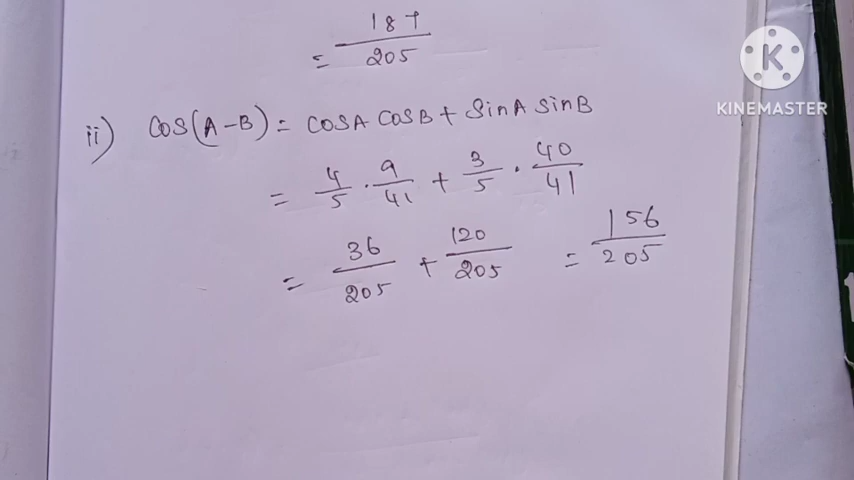 = 187/205
KINEMASTER
ii) cos(A-B) = cosA cosB + sinA sinB
= 4/5 . 9/41 + 3/5 . 40/41
= 36/205 + 120/205 = 156/205